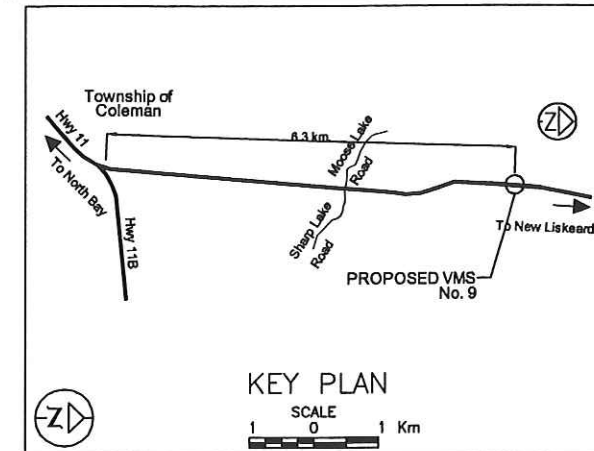 Township of
Coleman
Hwy 11
6.3 km
Moose Lake
Road
To North Bay
Hwy 11B
Sharp Lake
Road
To New Liskeard
PROPOSED VMS
No. 9
Z
Z
KEY PLAN
SCALE
1 0 1 Km